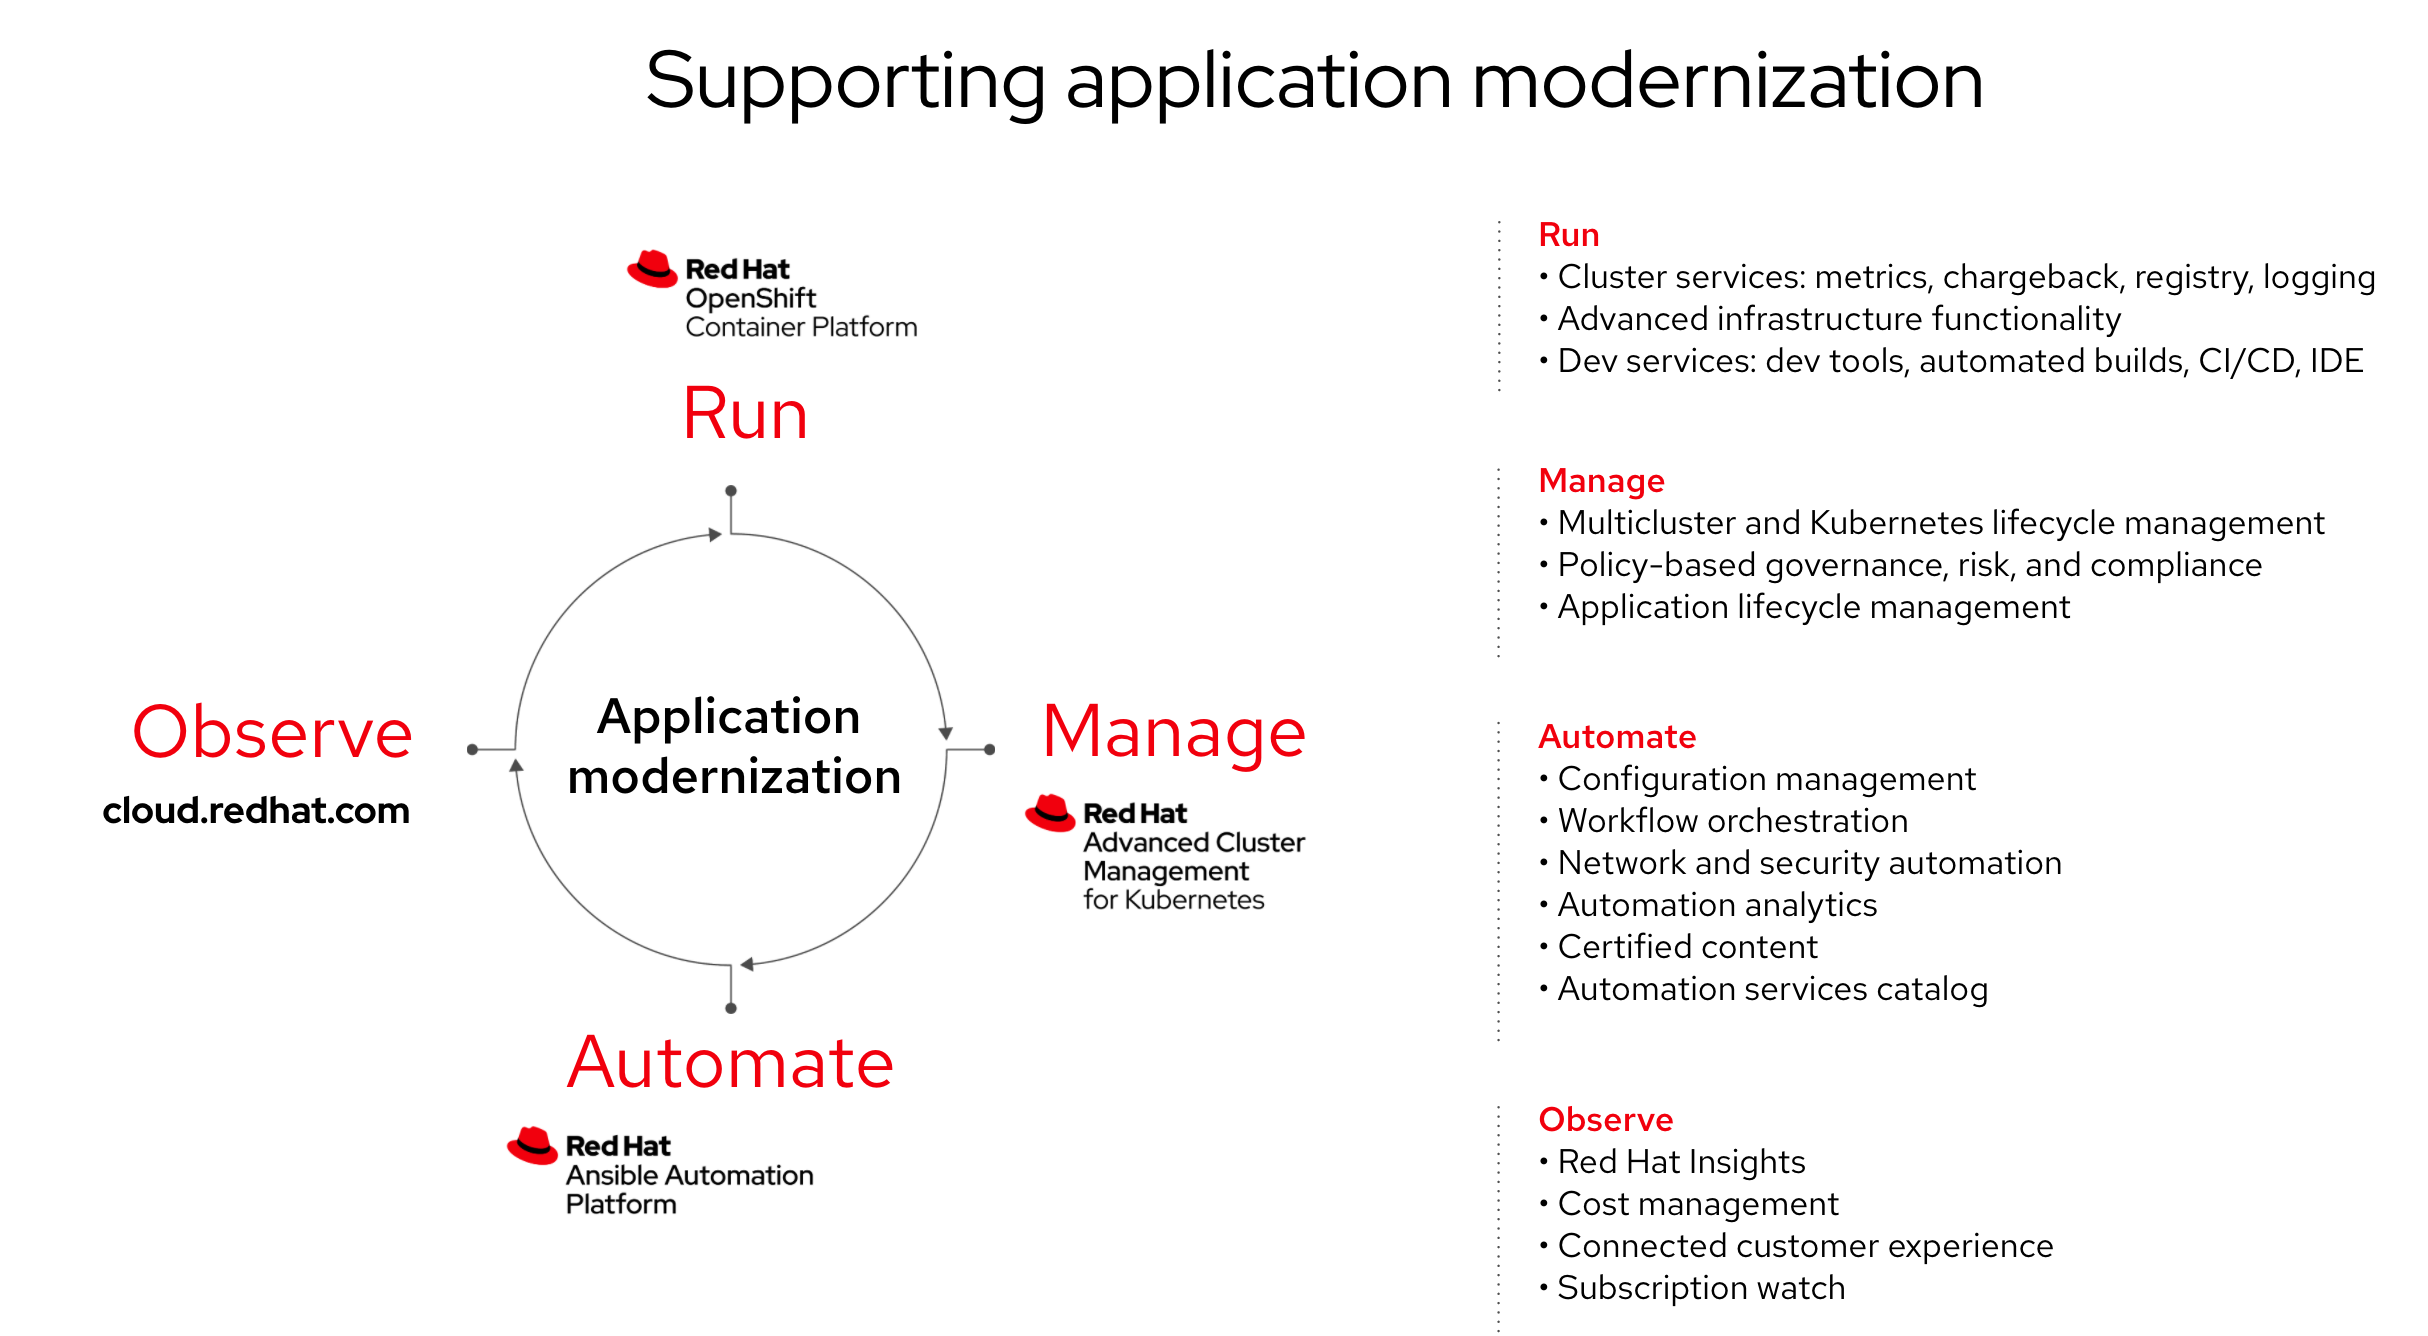 Supporting application modernization
Red Hat
OpenShift
Container Platform
Run
Observe
cloud.redhat.com
Application
modernization
Manage
Red Hat
Advanced Cluster
Management
for Kubernetes
Automate
Red Hat
Ansible Automation
Platform
Run
• Cluster services: metrics, chargeback, registry, logging
• Advanced infrastructure functionality
• Dev services: dev tools, automated builds, CI/CD, IDE
Manage
• Multicluster and Kubernetes lifecycle management
• Policy-based governance, risk, and compliance
• Application lifecycle management
Automate
• Configuration management
• Workflow orchestration
• Network and security automation
• Automation analytics
• Certified content
• Automation services catalog
Observe
• Red Hat Insights
• Cost management
• Connected customer experience
• Subscription watch